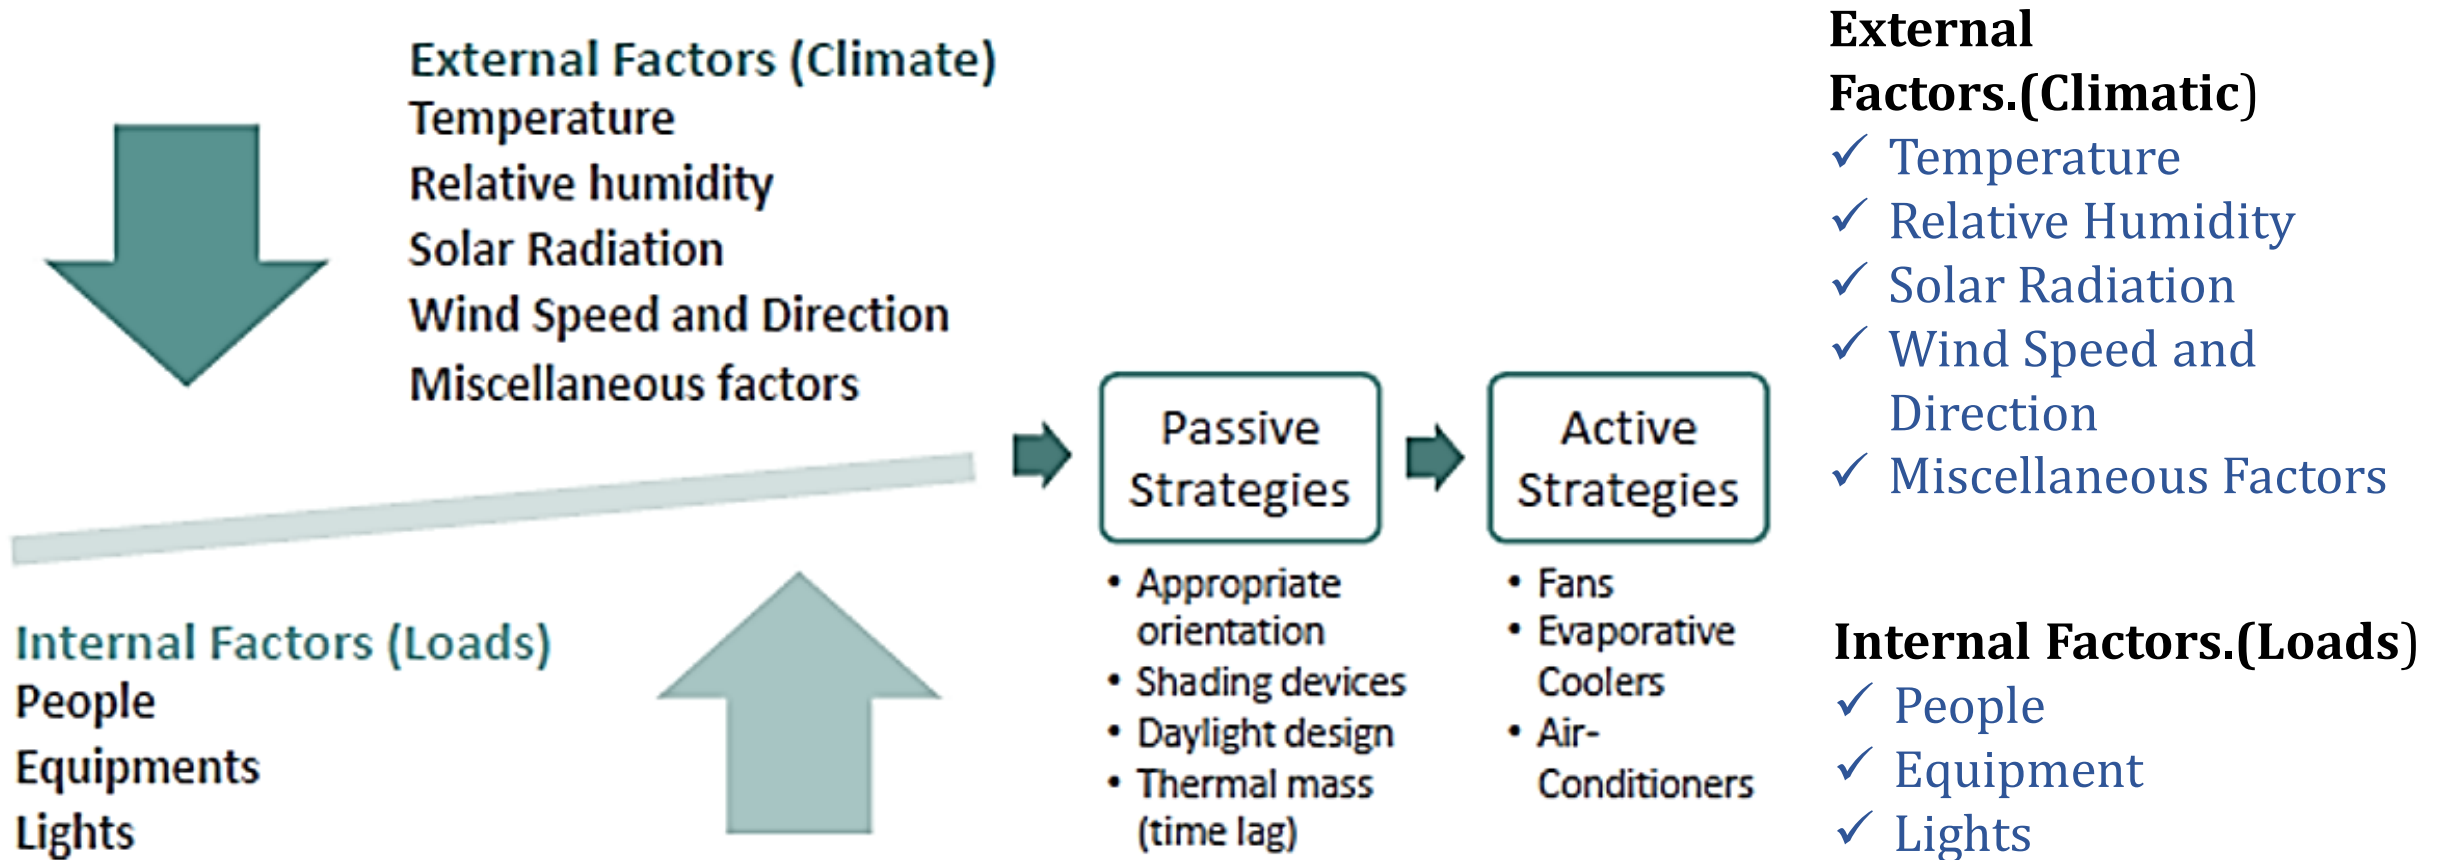 External Factors (Climate)
Temperature
Relative humidity
Solar Radiation
Wind Speed and Direction
Miscellaneous factors
Internal Factors (Loads)
People
Equipments
Lights
Passive
Strategies
• Appropriate
orientation
• Shading devices
• Daylight design
• Thermal mass
(time lag)
Active
Strategies
• Fans
• Evaporative
Coolers
• Air-
Conditioners
External
Factors.(Climatic)
✓ Temperature
✓ Relative Humidity
✓ Solar Radiation
✓ Wind Speed and
Direction
✓ Miscellaneous Factors
Internal Factors.(Loads)
✓ People
✓ Equipment
✓ Lights